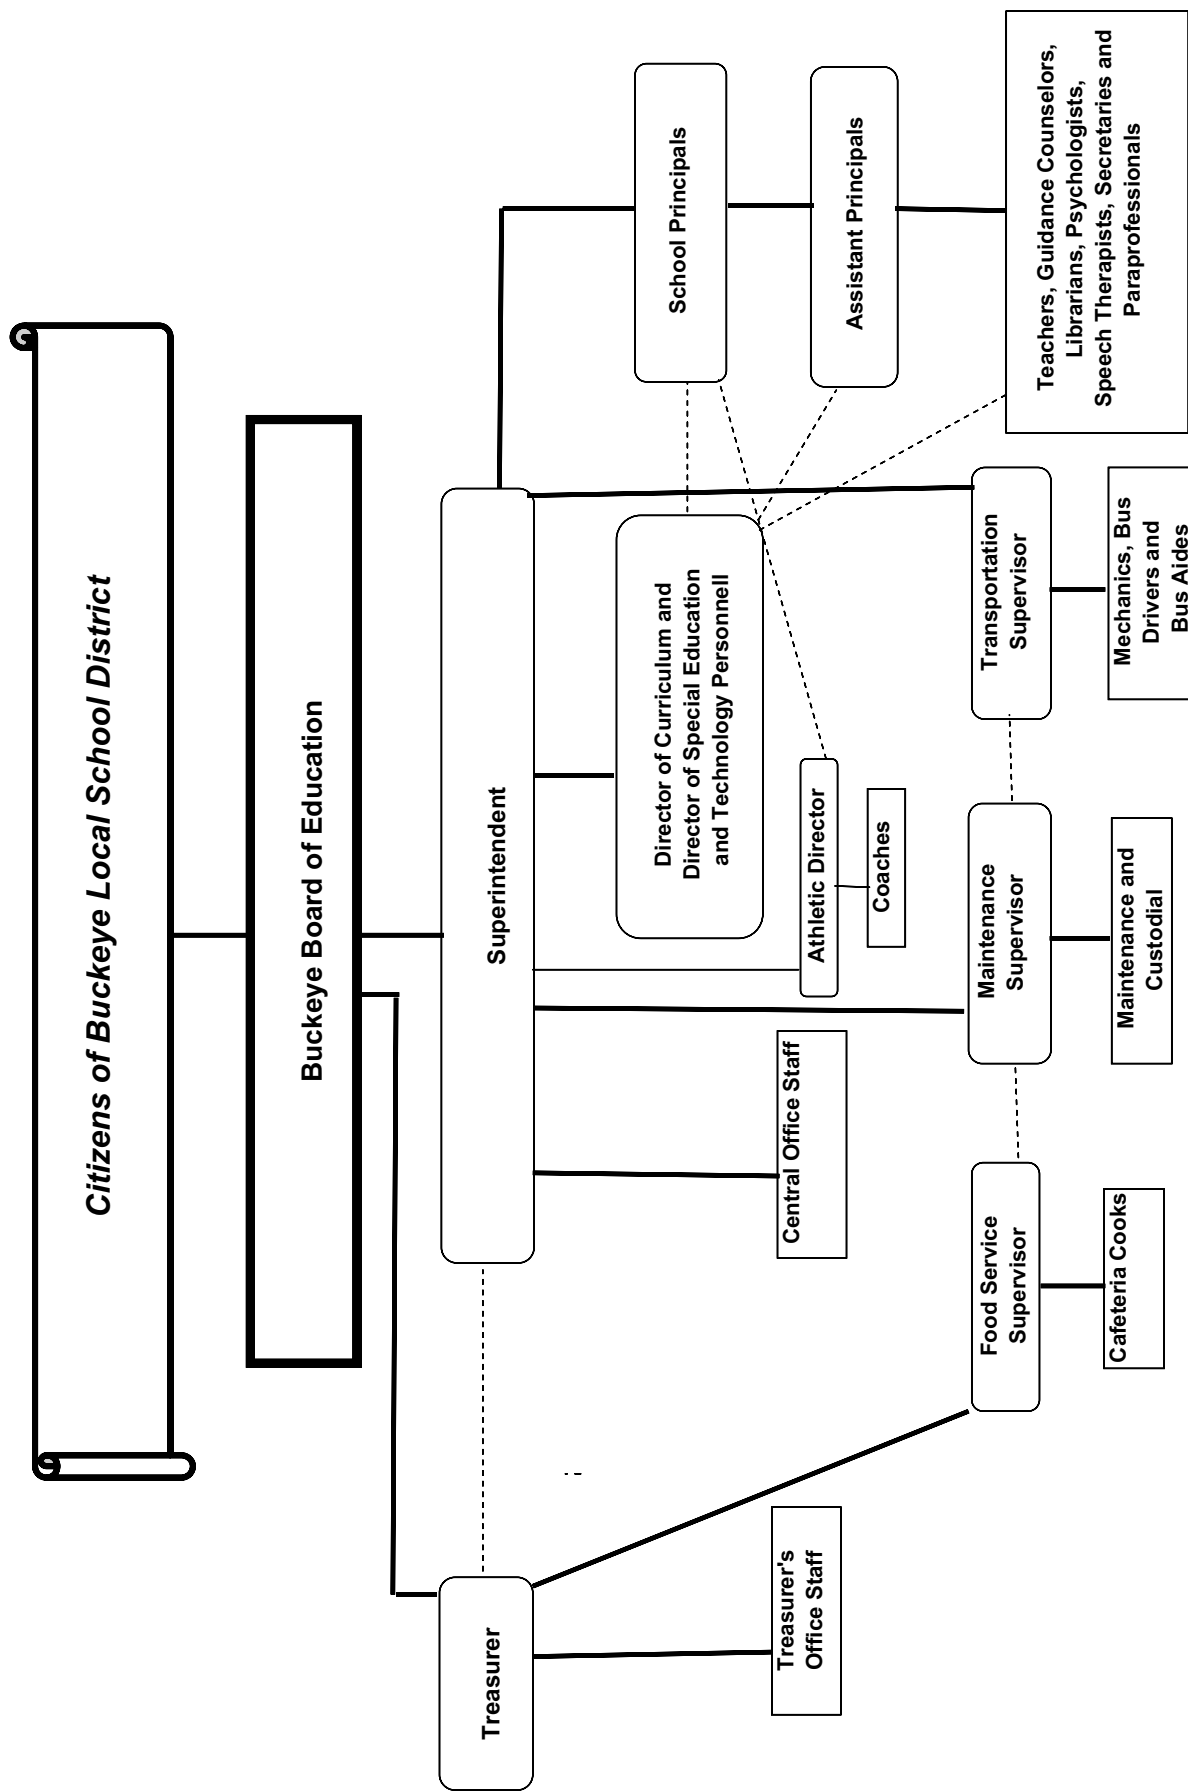 Citizens of Buckeye Local School District
Buckeye Board of Education
Treasurer
Superintendent
School Principals
Director of Curriculum and
Director of Special Education
and Technology Personnell
Assistant Principals
Treasurer's
Office Staff
Central Office Staff
Athletic Director
Coaches
Food Service
Supervisor
Maintenance
Supervisor
Transportation
Supervisor
Teachers, Guidance Counselors,
Librarians, Psychologists,
Speech Therapists, Secretaries and
Paraprofessionals
Cafeteria Cooks
Maintenance and
Custodial
Mechanics, Bus
Drivers and
Bus Aides